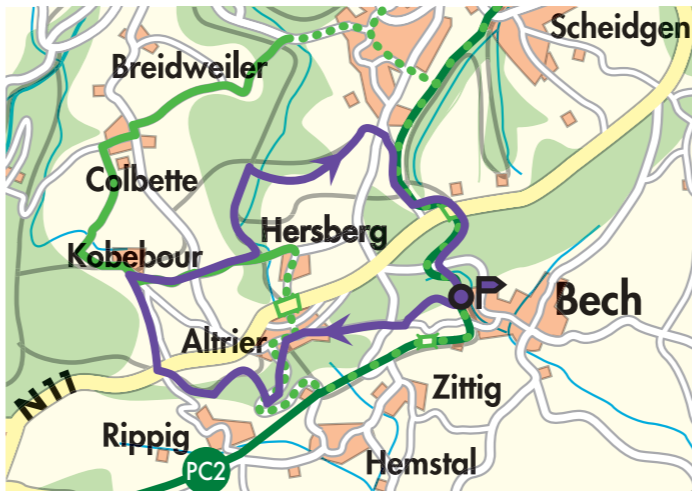 Scheidgen
Breidweiler
Colbette
Hersberg
Kobebour
Bech
Altrier
N11
Zittig
Rippig
Hemstal
PC2